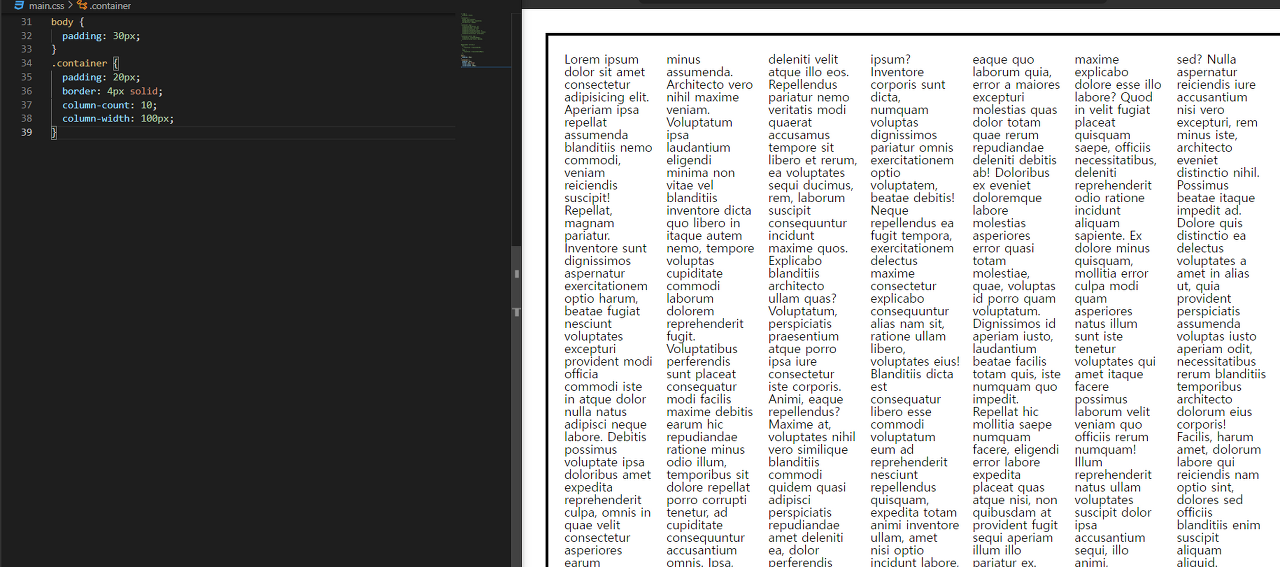 main.css > .container
31 body {
32 padding: 30px;
33 }
34 .container {
35 padding: 20px;
36 border: 4px solid;
37 column-count: 10;
38 column-width: 100px;
39 }
Lorem ipsum
dolor sit amet
consectetur
adipisicing elit.
Aperiam ipsa
repellat
assumenda
blanditiis nemo
commodi,
veniam
reiciendis
suscipit!
Repellat,
magnam
pariatur.
Inventore sunt
dignissimos
aspernatur
exercitationem
optio harum,
beatae fugiat
nesciunt
voluptates
excepturi
provident modi
officia
commodi iste
in atque dolor
nulla natus
adipisci neque
labore. Debitis
possimus
voluptate ipsa
doloribus amet
expedita
reprehenderit
culpa, omnis in
quae velit
consectetur
asperiores
earum
minus
assumenda.
Architecto vero
nihil maxime
veniam.
Voluptatum
ipsa
laudantium
eligendi
minima non
vitae vel
blanditiis
inventore dicta
quo libero in
itaque autem
nemo, tempore
voluptas
cupiditate
commodi
laborum
dolorem
reprehenderit
fugit.
Voluptatibus
perferendis
sunt placeat
consequatur
modi facilis
maxime debitis
earum hic
repudiandae
ratione minus
odio illum,
temporibus sit
dolore repellat
porro corrupti
tenetur, ad
cupiditate
consequuntur
accusantium
omnis. Ipsa,
deleniti velit
atque illo eos.
Repellendus
pariatur nemo
veritatis modi
quaerat
accusamus
tempore sit
libero et rerum,
ea voluptates
sequi ducimus,
rem, laborum
suscipit
consequuntur
incidunt
maxime quos.
Explicabo
blanditiis
architecto
ullam quas?
Voluptatum,
perspiciatis
praesentium
atque porro
ipsa iure
consectetur
iste corporis.
Animi, eaque
repellendus?
Maxime at,
voluptates nihil
vero similique
blanditiis
commodi
quidem quasi
adipisci
perspiciatis
repudiandae
amet deleniti
ea, dolor
perferendis
ipsum?
Inventore
corporis sunt
dicta,
numquam
voluptas
dignissimos
pariatur omnis
exercitationem
optio
voluptatem,
beatae debitis!
Neque
repellendus ea
fugit tempora,
exercitationem
delectus
maxime
consectetur
explicabo
consequuntur
alias nam sit,
ratione ullam
libero,
voluptates eius!
Blanditiis dicta
est
consequatur
libero esse
commodi
voluptatum
eum ad
reprehenderit
nesciunt
repellendus
quisquam,
expedita totam
animi inventore
ullam, amet
nisi optio
incidunt labore.
eaque quo
laborum quia,
error a maiores
excepturi
molestias quas
dolor totam
quae rerum
repudiandae
deleniti debitis
ab! Doloribus
ex eveniet
doloremque
labore
molestias
asperiores
error quasi
totam
molestiae,
quae, voluptas
id porro quam
voluptatum.
Dignissimos id
aperiam iusto,
laudantium
beatae facilis
totam quis, iste
numquam quo
impedit.
Repellat hic
mollitia saepe
numquam
facere, eligendi
error labore
expedita
placeat quas
atque nisi, non
quibusdam at
provident fugit
sequi aperiam
illum illo
pariatur ex.
maxime
explicabo
dolore esse illo
labore? Quod
in velit fugiat
placeat
quisquam
saepe, officiis
necessitatibus,
deleniti
reprehenderit
odio ratione
incidunt
aliquam
sapiente. Ex
dolore minus
quisquam,
mollitia error
culpa modi
quam
asperiores
natus illum
sunt iste
tenetur
voluptates qui
amet itaque
facere
possimus
laborum velit
veniam quo
officiis rerum
numquam!
Illum
reprehenderit
natus ullam
voluptates
suscipit dolor
ipsa
accusantium
sequi, illo
animi.
sed? Nulla
aspernatur
reiciendis iure
accusantium
nisi vero
excepturi, rem
minus iste,
architecto
eveniet
distinctio nihil.
Possimus
beatae itaque
impedit ad.
Dolore quis
distinctio ea
delectus
voluptates a
amet in alias
ut, quia
provident
perspiciatis
assumenda
voluptas iusto
aperiam odit,
necessitatibus
rerum blanditiis
temporibus
architecto
dolorum eius
corporis!
Facilis, harum
amet, dolorum
labore qui
reiciendis nam
optio sint,
dolores sed
officiis
blanditiis enim
suscipit
aliquam
aliquid.